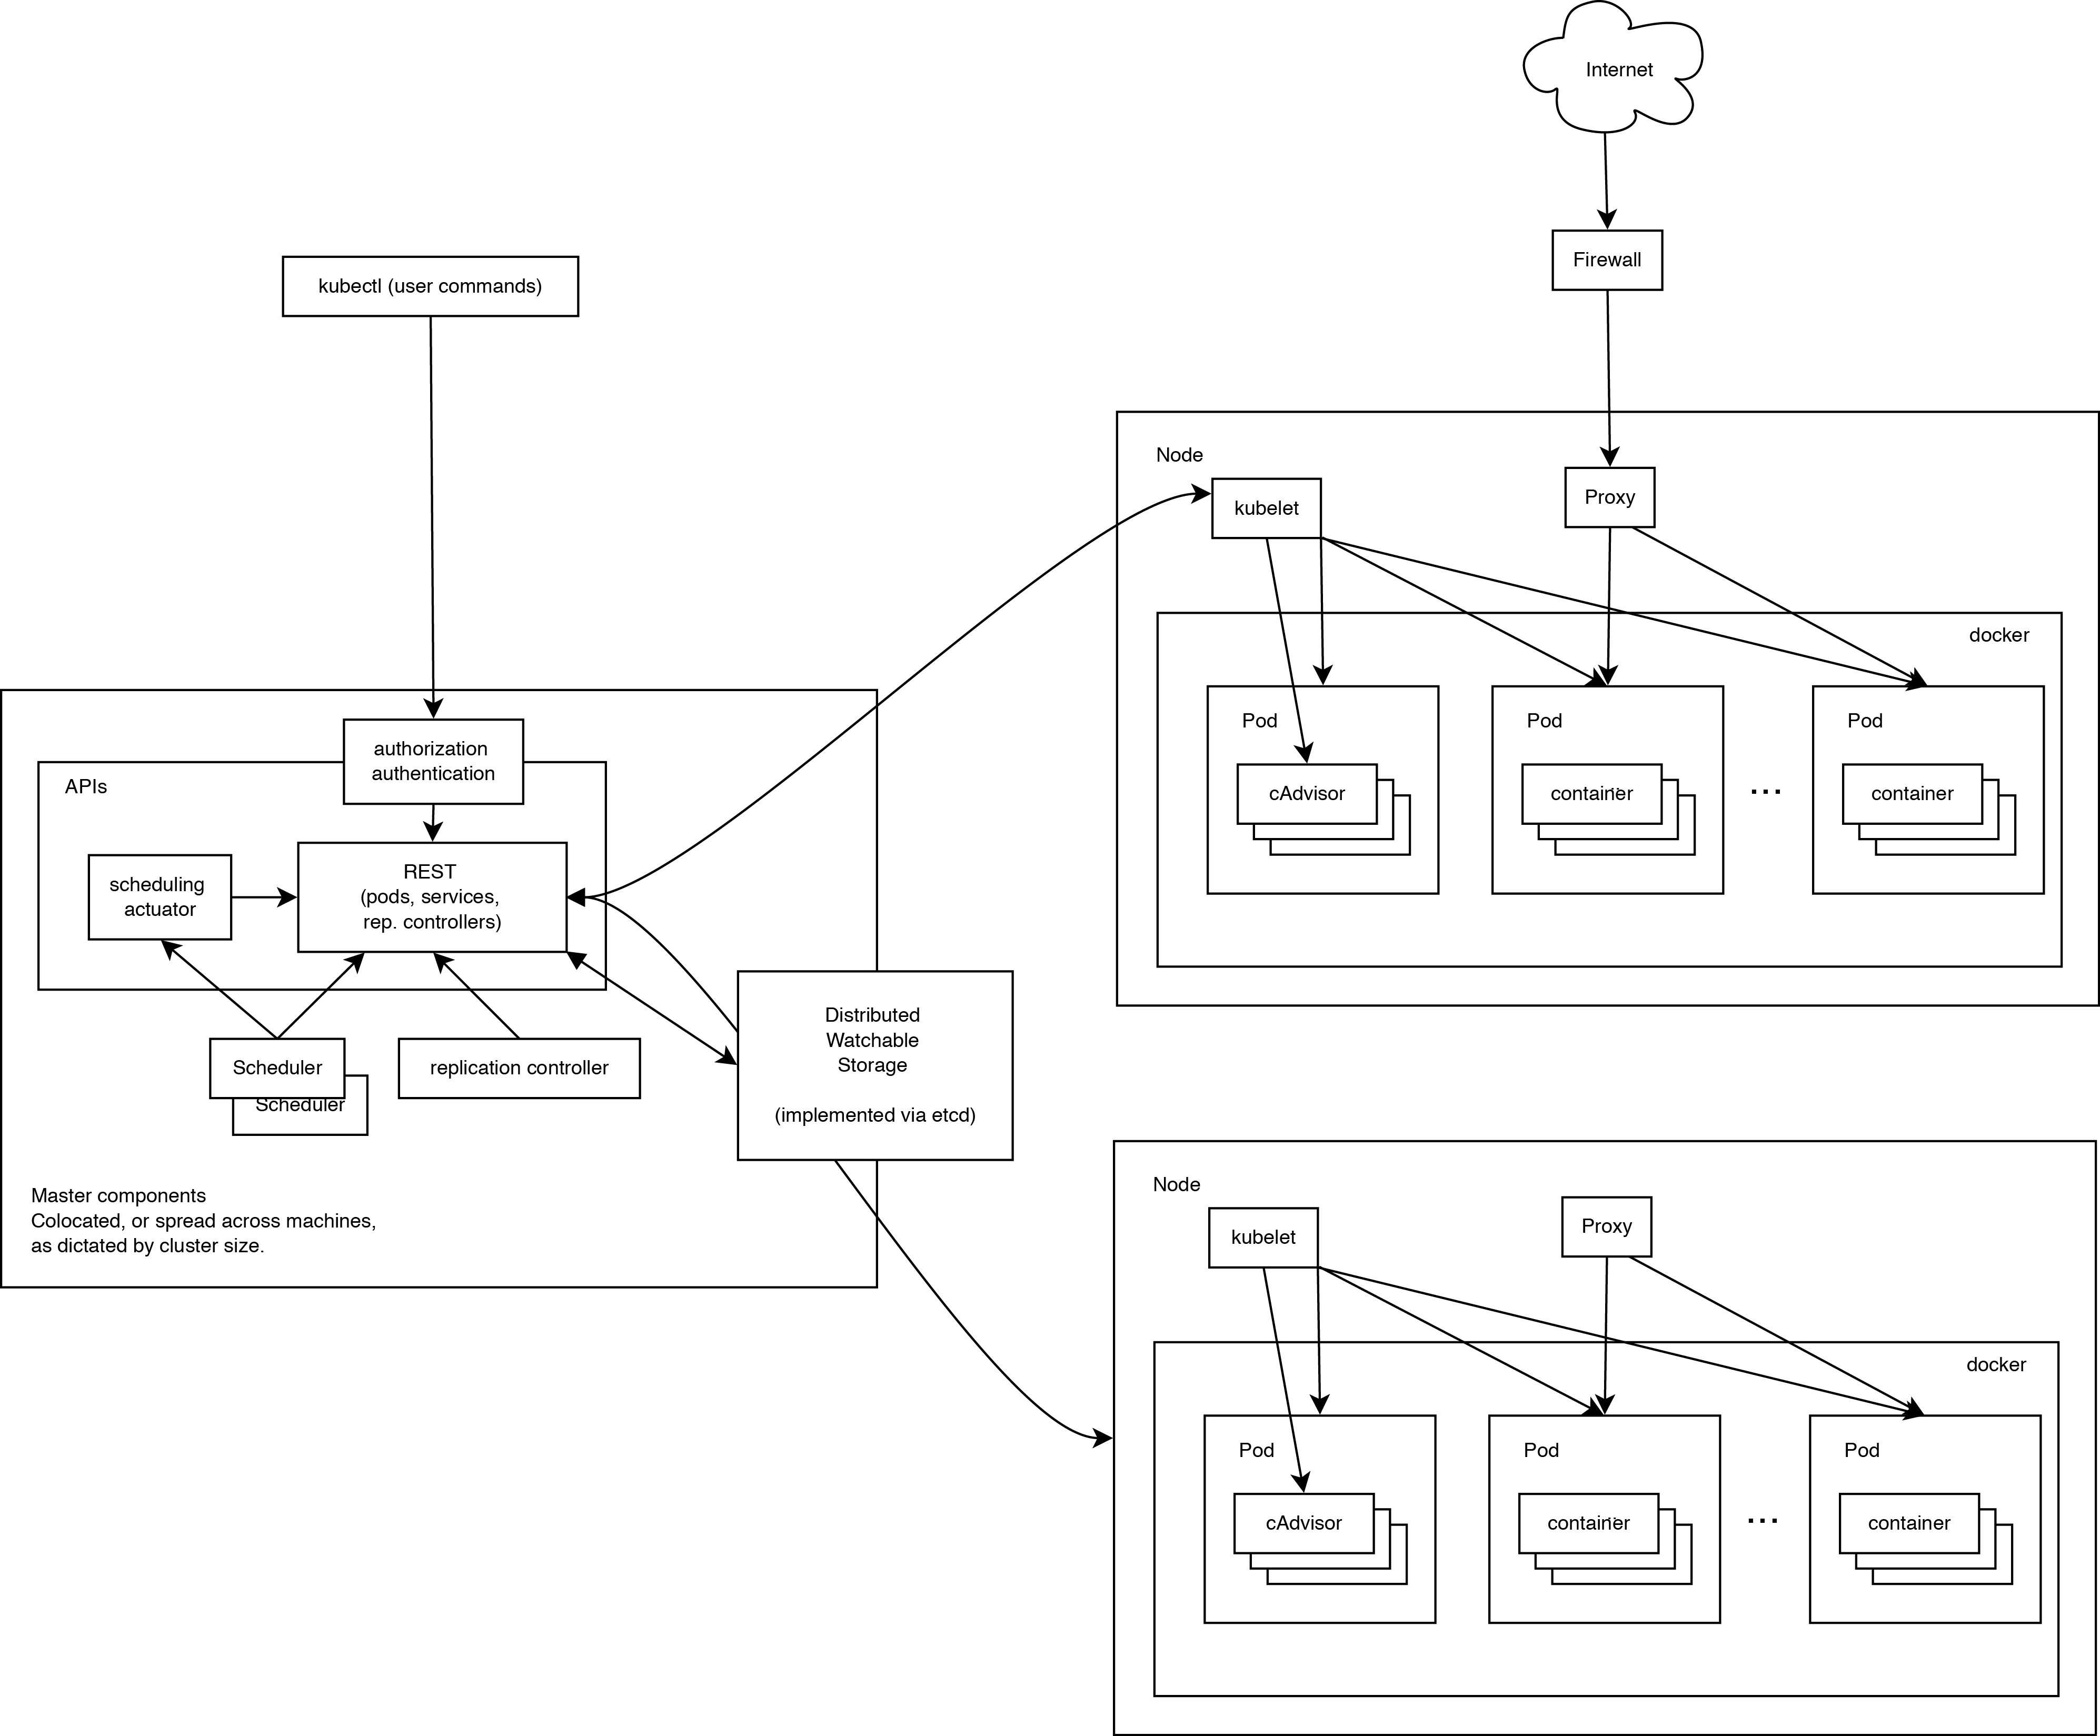 Internet
Firewall
kubectl (user commands)
Node
kubelet
Proxy
docker
Pod
cAdvisor
Pod
container
...
Pod
container
authorization
authentication
APIs
scheduling
actuator
REST
(pods, services,
rep. controllers)
Scheduler
Scheduler
replication controller
Distributed
Watchable
Storage
(implemented via etcd)
Master components
Colocated, or spread across machines,
as dictated by cluster size.
Node
kubelet
Proxy
docker
Pod
cAdvisor
Pod
container
...
Pod
container